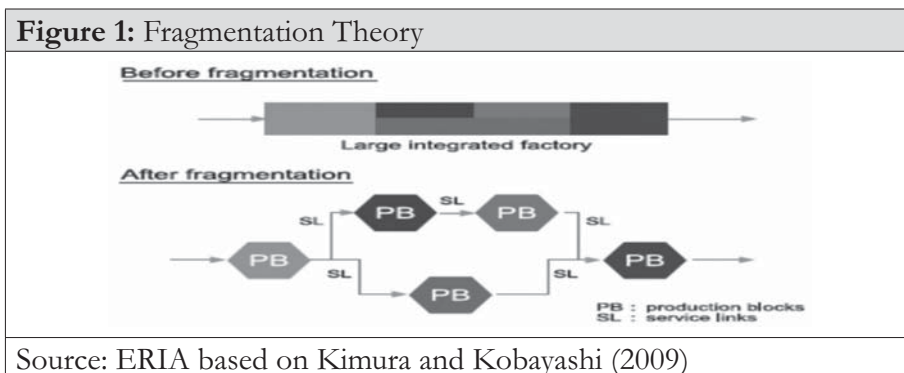 Figure 1: Fragmentation Theory
Before fragmentation
Large integrated factory
After fragmentation
SL
PB
SL
PB
SL
PB
SL
PB
SL
PB
PB : production blocks
SL : service links
Source: ERIA based on Kimura and Kobayashi (2009)